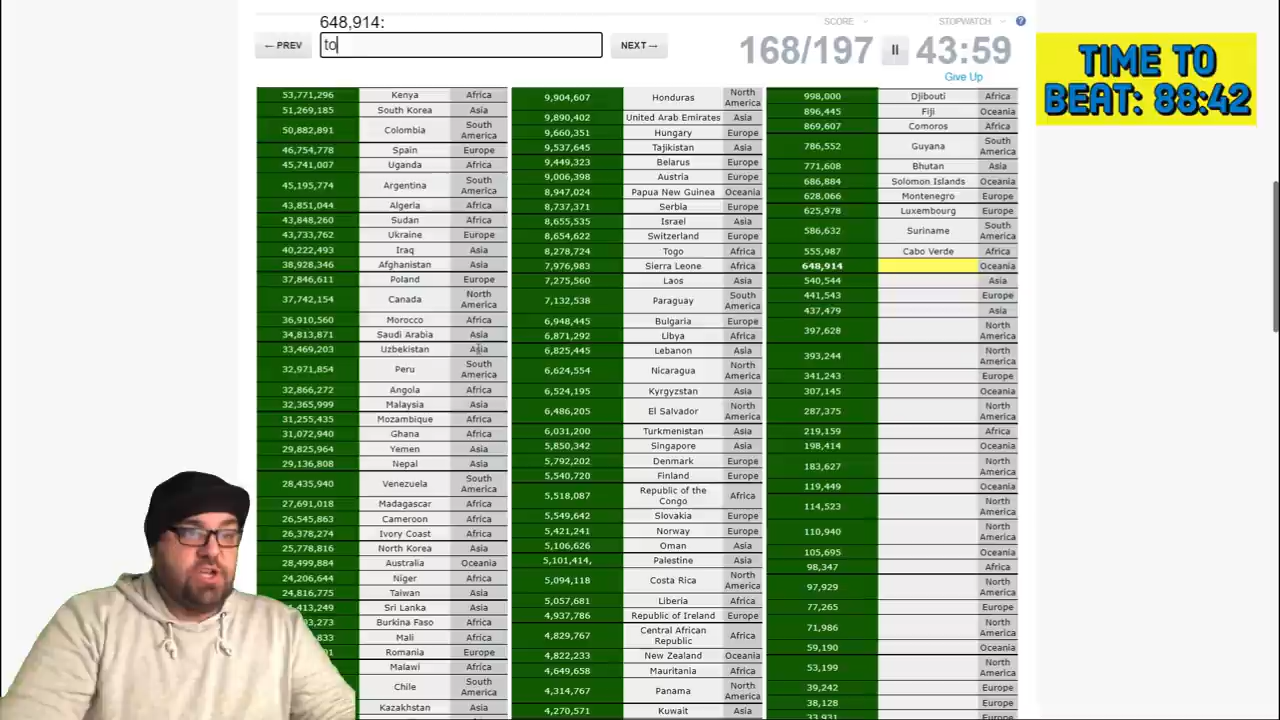 648,914:
to
← PREV
NEXT →
SCORE
168/197
STOPWATCH
43:59
Give Up
TIME TO
BEAT: 88:42
53,771,296 Kenya Africa
51,269,185 South Korea Asia
50,882,891 Colombia South America
46,754,778 Spain Europe
45,741,007 Uganda Africa
45,195,774 Argentina South America
43,851,044 Algeria Africa
43,848,260 Sudan Africa
43,733,762 Ukraine Europe
40,222,493 Iraq Asia
38,928,346 Afghanistan Asia
37,846,611 Poland Europe
37,742,154 Canada North America
36,910,560 Morocco Africa
34,813,871 Saudi Arabia Asia
33,469,203 Uzbekistan Asia
32,971,854 Peru South America
32,866,272 Angola Africa
32,365,999 Malaysia Asia
31,255,435 Mozambique Africa
31,072,940 Ghana Africa
29,825,964 Yemen Asia
29,136,808 Nepal Asia
28,435,940 Venezuela South America
27,691,018 Madagascar Africa
26,545,863 Cameroon Africa
26,378,274 Ivory Coast Africa
25,778,816 North Korea Asia
28,499,884 Australia Oceania
24,206,644 Niger Africa
24,816,775 Taiwan Asia
413,249 Sri Lanka Asia
273 Burkina Faso Africa
833 Mali Africa
Romania Europe
Malawi Africa
Chile South America
Kazakhstan Asia
9,904,607 Honduras North America
9,890,402 United Arab Emirates Asia
9,660,351 Hungary Europe
9,537,645 Tajikistan Asia
9,449,323 Belarus Europe
9,006,398 Austria Europe
8,947,024 Papua New Guinea Oceania
8,737,371 Serbia Europe
8,655,535 Israel Asia
8,654,622 Switzerland Europe
8,278,724 Togo Africa
7,976,983 Sierra Leone Africa
7,275,560 Laos Asia
7,132,538 Paraguay South America
6,948,445 Bulgaria Europe
6,871,292 Libya Africa
6,825,445 Lebanon Asia
6,624,554 Nicaragua North America
6,524,195 Kyrgyzstan Asia
6,486,205 El Salvador North America
6,031,200 Turkmenistan Asia
5,850,342 Singapore Asia
5,792,202 Denmark Europe
5,540,720 Finland Europe
5,518,087 Republic of the Congo Africa
5,549,642 Slovakia Europe
5,421,241 Norway Europe
5,106,626 Oman Asia
5,101,414, Palestine Asia
5,094,118 Costa Rica North America
5,057,681 Liberia Africa
4,937,786 Republic of Ireland Europe
4,829,767 Central African Republic Africa
4,822,233 New Zealand Oceania
4,649,658 Mauritania Africa
4,314,767 Panama North America
4,270,571 Kuwait Asia
998,000 Djibouti Africa
896,445 Fiji Oceania
869,607 Comoros Africa
786,552 Guyana South America
771,608 Bhutan Asia
686,884 Solomon Islands Oceania
628,066 Montenegro Europe
625,978 Luxembourg Europe
586,632 Suriname South America
555,987 Cabo Verde Africa
648,914 Oceania
540,544 Asia
441,543 Europe
437,479 Asia
397,628 North America
393,244 North America
341,243 Europe
307,145 Oceania
287,375 North America
219,159 Africa
198,414 Oceania
183,627 North America
119,449 Oceania
114,523 North America
110,940 North America
105,695 Oceania
98,347 Africa
97,929 North America
77,265 Europe
71,986 North America
59,190 Oceania
53,199 North America
39,242 Europe
38,128 Europe
33,931 Europe